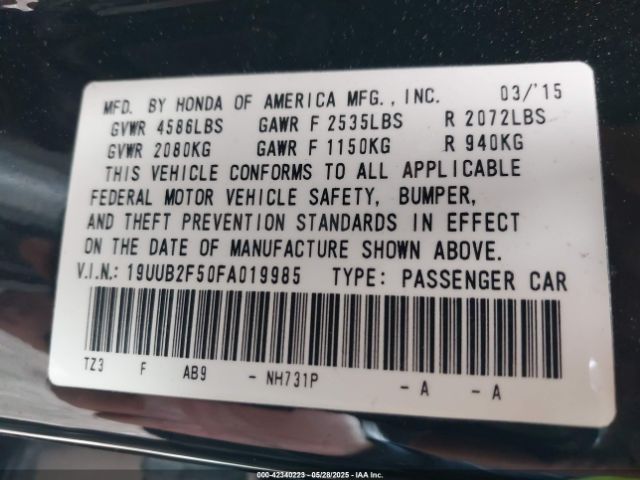 MFD. BY HONDA OF AMERICA MFG., INC. 03/'15
GVWR 4586LBS GAWR F 2535LBS R 2072LBS
GVWR 2080KG GAWR F 1150KG R 940KG
THIS VEHICLE CONFORMS TO ALL APPLICABLE
FEDERAL MOTOR VEHICLE SAFETY, BUMPER,
AND THEFT PREVENTION STANDARDS IN EFFECT
ON THE DATE OF MANUFACTURE SHOWN ABOVE.
V.I.N.: 19UUB2F50FA019985 TYPE: PASSENGER CAR
TZ3 F AB9 - NH731P - A - A
000-42340223 - 05/28/2025 - IAA Inc.